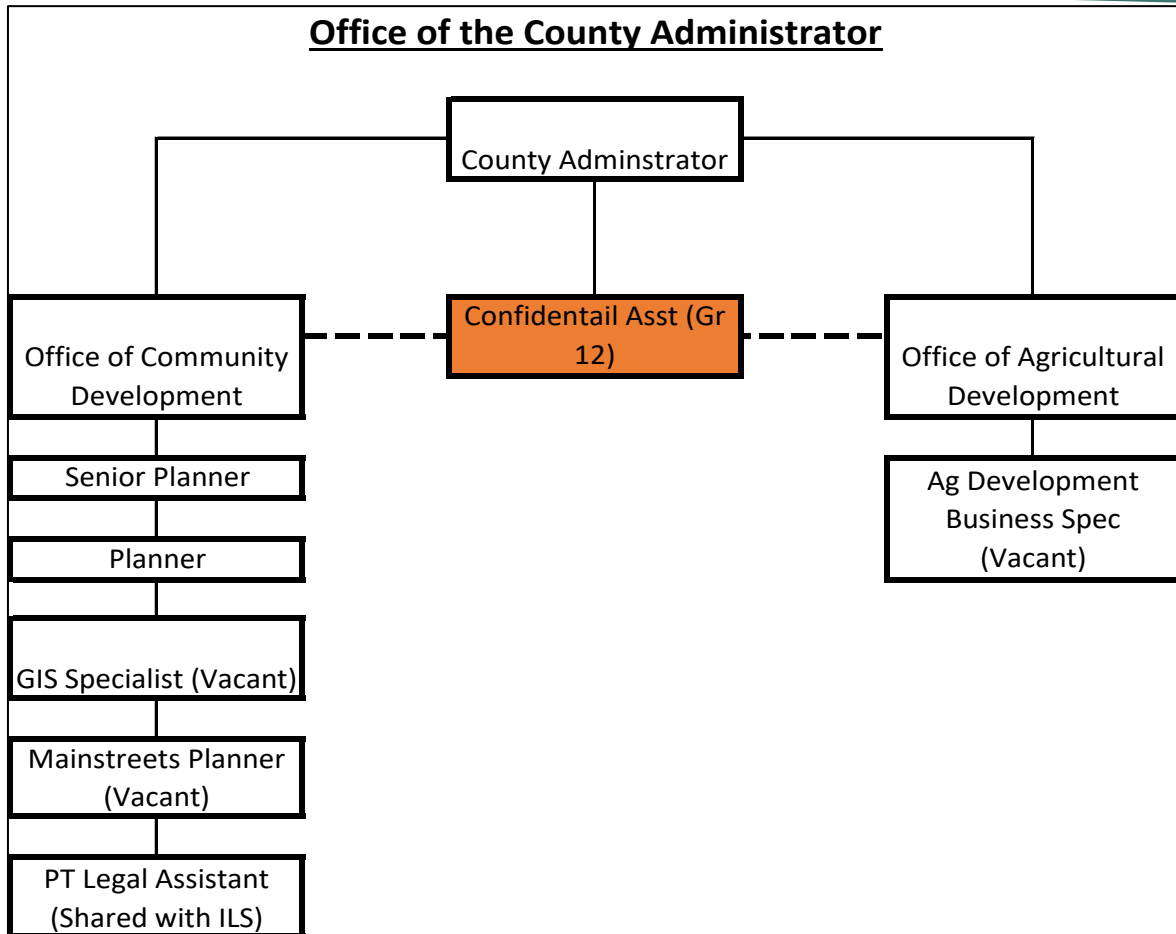 Office of the County Administrator
County Adminstrator
Office of Community
Development
Confidentail Asst (Gr
12)
Office of Agricultural
Development
Senior Planner
Planner
GIS Specialist (Vacant)
Mainstreets Planner
(Vacant)
PT Legal Assistant
(Shared with ILS)
Ag Development
Business Spec
(Vacant)